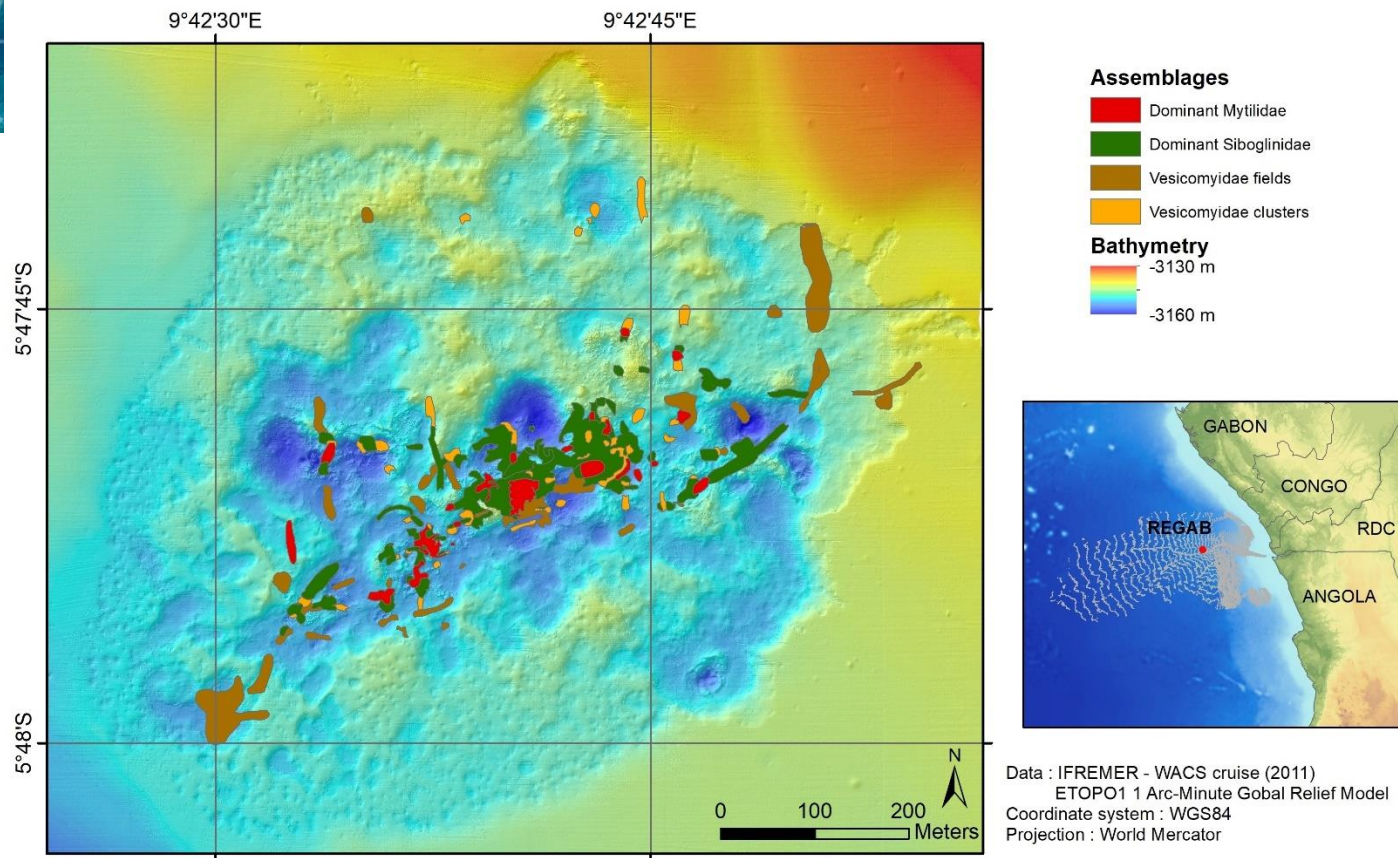 9°42'30"E
9°42'45"E
5°47'45"S
5°48'S
N
0 100 200
Meters
Assemblages
Dominant Mytilidae
Dominant Siboglinidae
Vesicomyidae fields
Vesicomyidae clusters
Bathymetry
-3130 m
-3160 m
GABON
CONGO
REGAB
RDC
ANGOLA
Data : IFREMER - WACS cruise (2011)
ETOPO1 1 Arc-Minute Gobal Relief Model
Coordinate system : WGS84
Projection : World Mercator